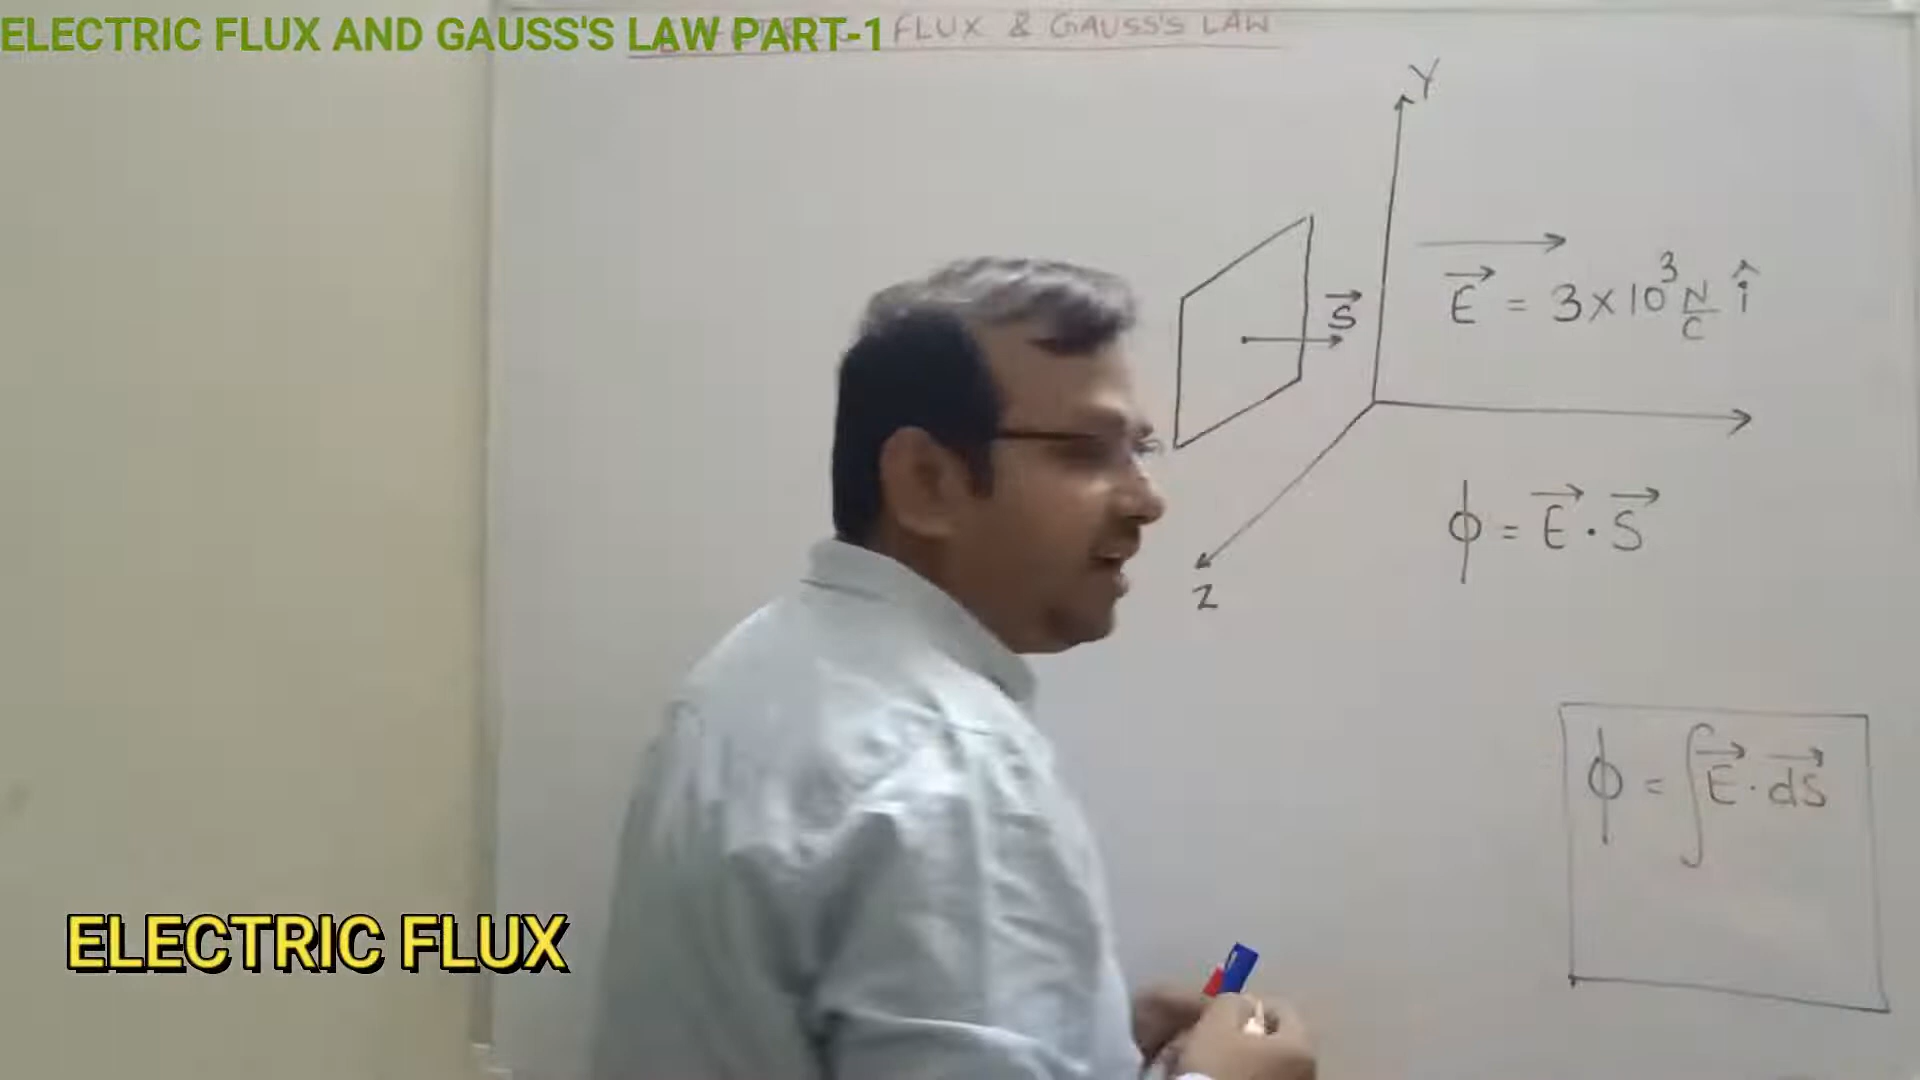 ELECTRIC FLUX AND GAUSS'S LAW PART-1
FLUX & GAUSS'S LAW
Y
S⃗
E⃗ = 3×10³ N/C î
Z
ϕ = E⃗ · S⃗
ϕ = ∫E⃗ · dS⃗
ELECTRIC FLUX